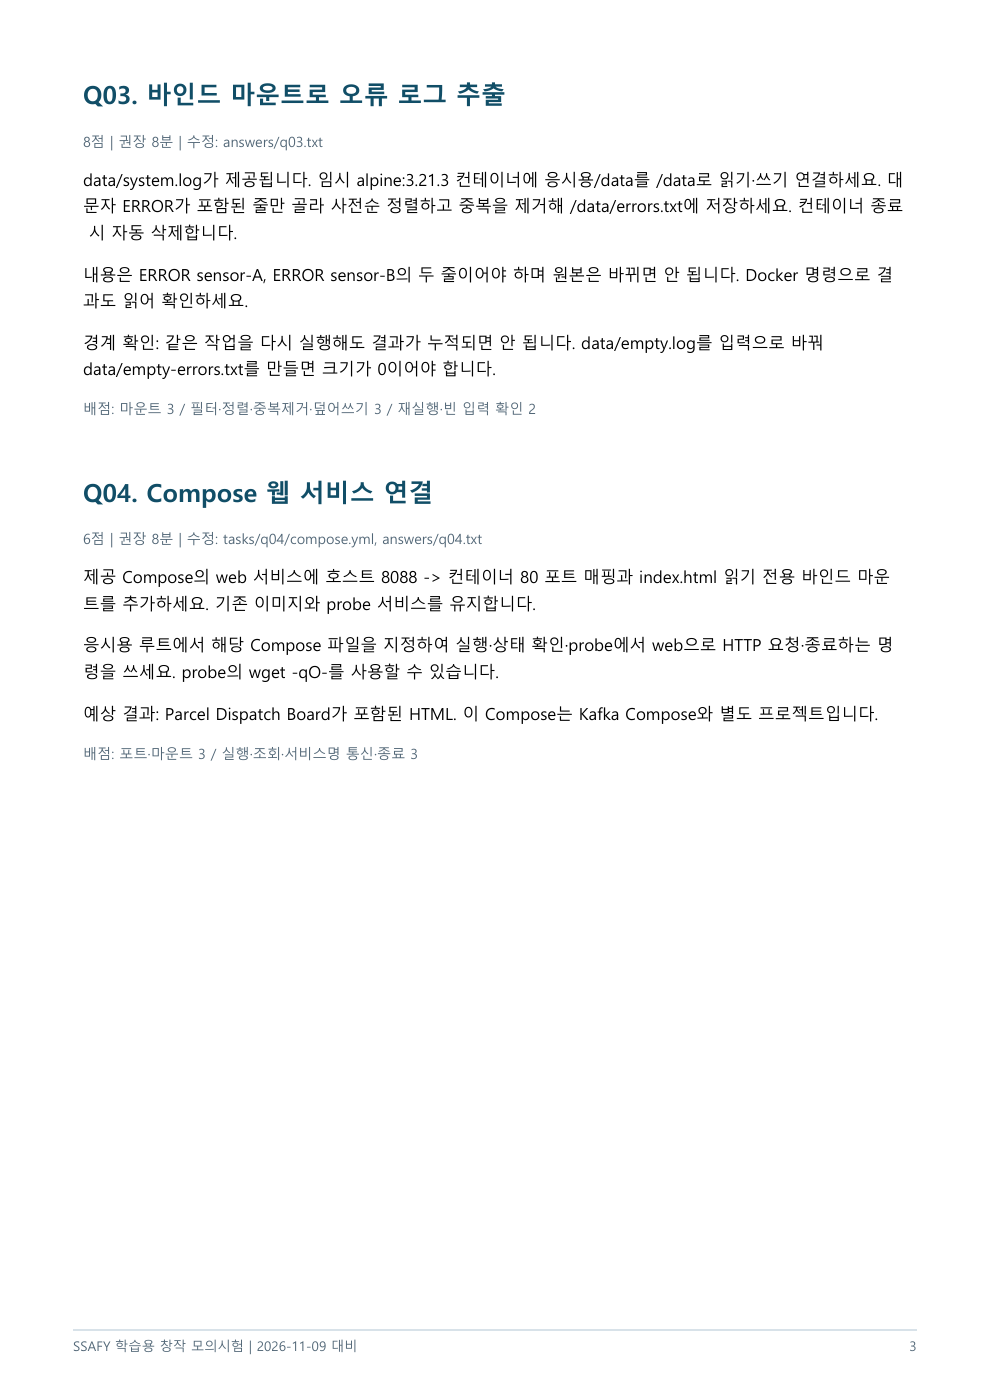 Q03. 바인드 마운트로 오류 로그 추출
8점 | 권장 8분 | 수정: answers/q03.txt
data/system.log가 제공됩니다. 임시 alpine:3.21.3 컨테이너에 응시용/data를 /data로 읽기·쓰기 연결하세요. 대
문자 ERROR가 포함된 줄만 골라 사전순 정렬하고 중복을 제거해 /data/errors.txt에 저장하세요. 컨테이너 종료
시 자동 삭제합니다.
내용은 ERROR sensor-A, ERROR sensor-B의 두 줄이어야 하며 원본은 바뀌면 안 됩니다. Docker 명령으로 결
과도 읽어 확인하세요.
경계 확인: 같은 작업을 다시 실행해도 결과가 누적되면 안 됩니다. data/empty.log를 입력으로 바꿔
data/empty-errors.txt를 만들면 크기가 0이어야 합니다.
배점: 마운트 3 / 필터·정렬·중복제거·덮어쓰기 3 / 재실행·빈 입력 확인 2
Q04. Compose 웹 서비스 연결
6점 | 권장 8분 | 수정: tasks/q04/compose.yml, answers/q04.txt
제공 Compose의 web 서비스에 호스트 8088 -> 컨테이너 80 포트 매핑과 index.html 읽기 전용 바인드 마운
트를 추가하세요. 기존 이미지와 probe 서비스를 유지합니다.
응시용 루트에서 해당 Compose 파일을 지정하여 실행·상태 확인·probe에서 web으로 HTTP 요청·종료하는 명
령을 쓰세요. probe의 wget -qO-를 사용할 수 있습니다.
예상 결과: Parcel Dispatch Board가 포함된 HTML. 이 Compose는 Kafka Compose와 별도 프로젝트입니다.
배점: 포트·마운트 3 / 실행·조회·서비스명 통신·종료 3
SSAFY 학습용 창작 모의시험 | 2026-11-09 대비
3